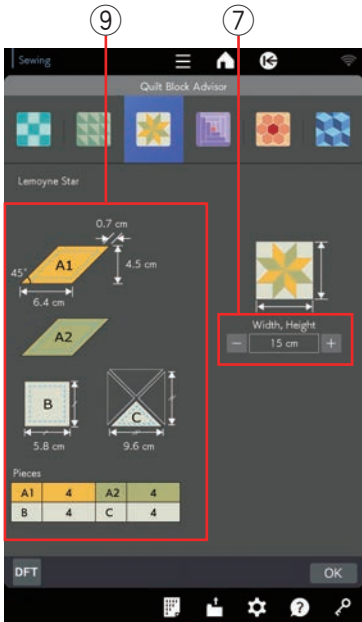 ⑨ ⑦
Sewing
Quilt Block Advisor
Lemoyne Star
0.7 cm
A1
4.5 cm
45°
6.4 cm
A2
B
C
5.8 cm
9.6 cm
Width, Height
− 15 cm +
Pieces
A1 4 A2 4
B 4 C 4
DFT
OK
?